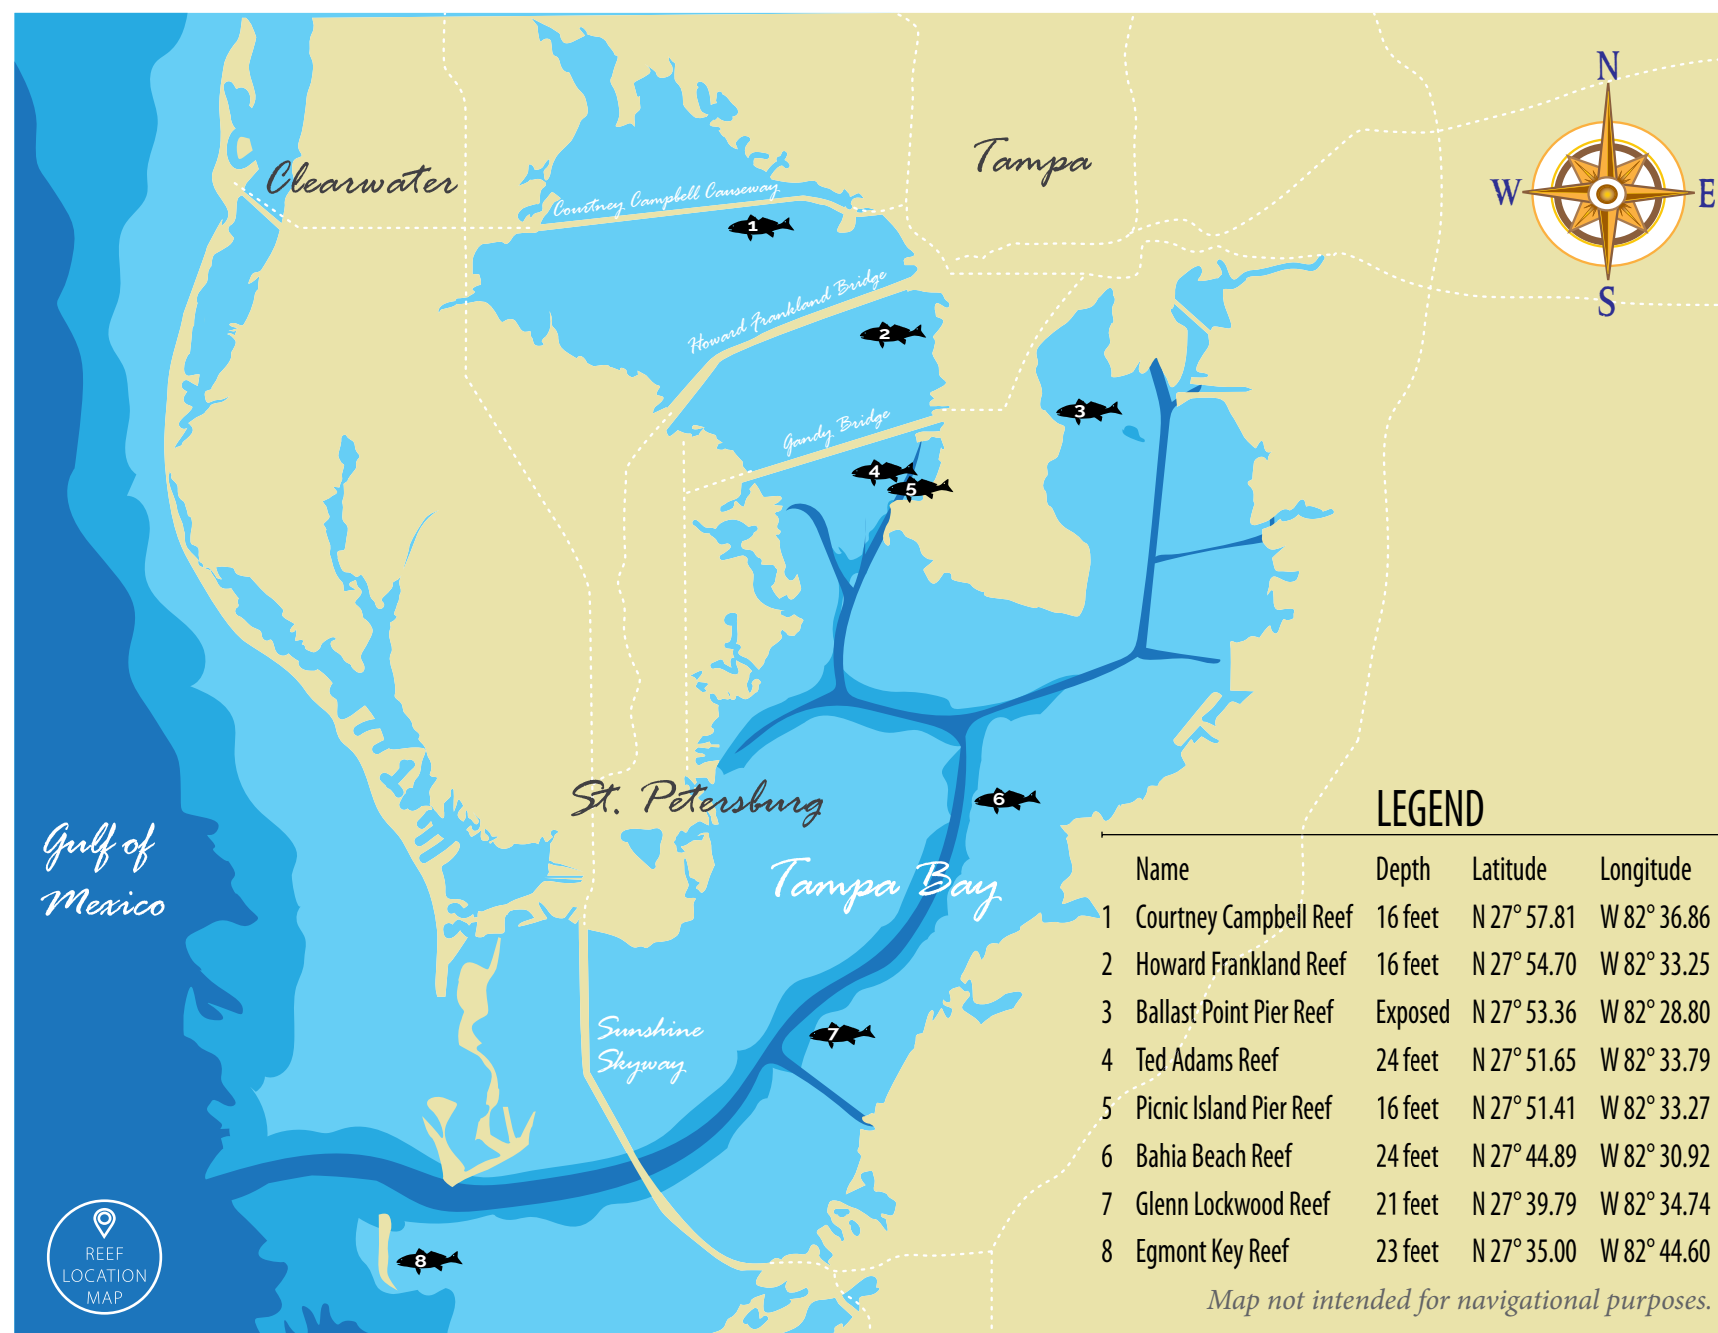 N
W
E
S
Clearwater
Tampa
Courtney Campbell Causeway
1
Howard Frankland Bridge
2
3
Gandy Bridge
4
5
St. Petersburg
6
Tampa Bay
Gulf of
Mexico
Sunshine
Skyway
7
8
REEF
LOCATION
MAP
LEGEND
Name Depth Latitude Longitude
1 Courtney Campbell Reef 16 feet N 27° 57.81 W 82° 36.86
2 Howard Frankland Reef 16 feet N 27° 54.70 W 82° 33.25
3 Ballast Point Pier Reef Exposed N 27° 53.36 W 82° 28.80
4 Ted Adams Reef 24 feet N 27° 51.65 W 82° 33.79
5 Picnic Island Pier Reef 16 feet N 27° 51.41 W 82° 33.27
6 Bahia Beach Reef 24 feet N 27° 44.89 W 82° 30.92
7 Glenn Lockwood Reef 21 feet N 27° 39.79 W 82° 34.74
8 Egmont Key Reef 23 feet N 27° 35.00 W 82° 44.60
Map not intended for navigational purposes.